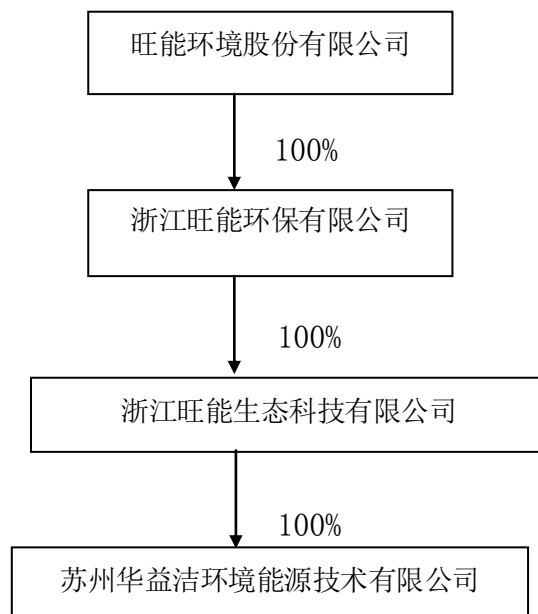 旺能环境股份有限公司
100%
浙江旺能环保有限公司
100%
浙江旺能生态科技有限公司
100%
苏州华益洁环境能源技术有限公司